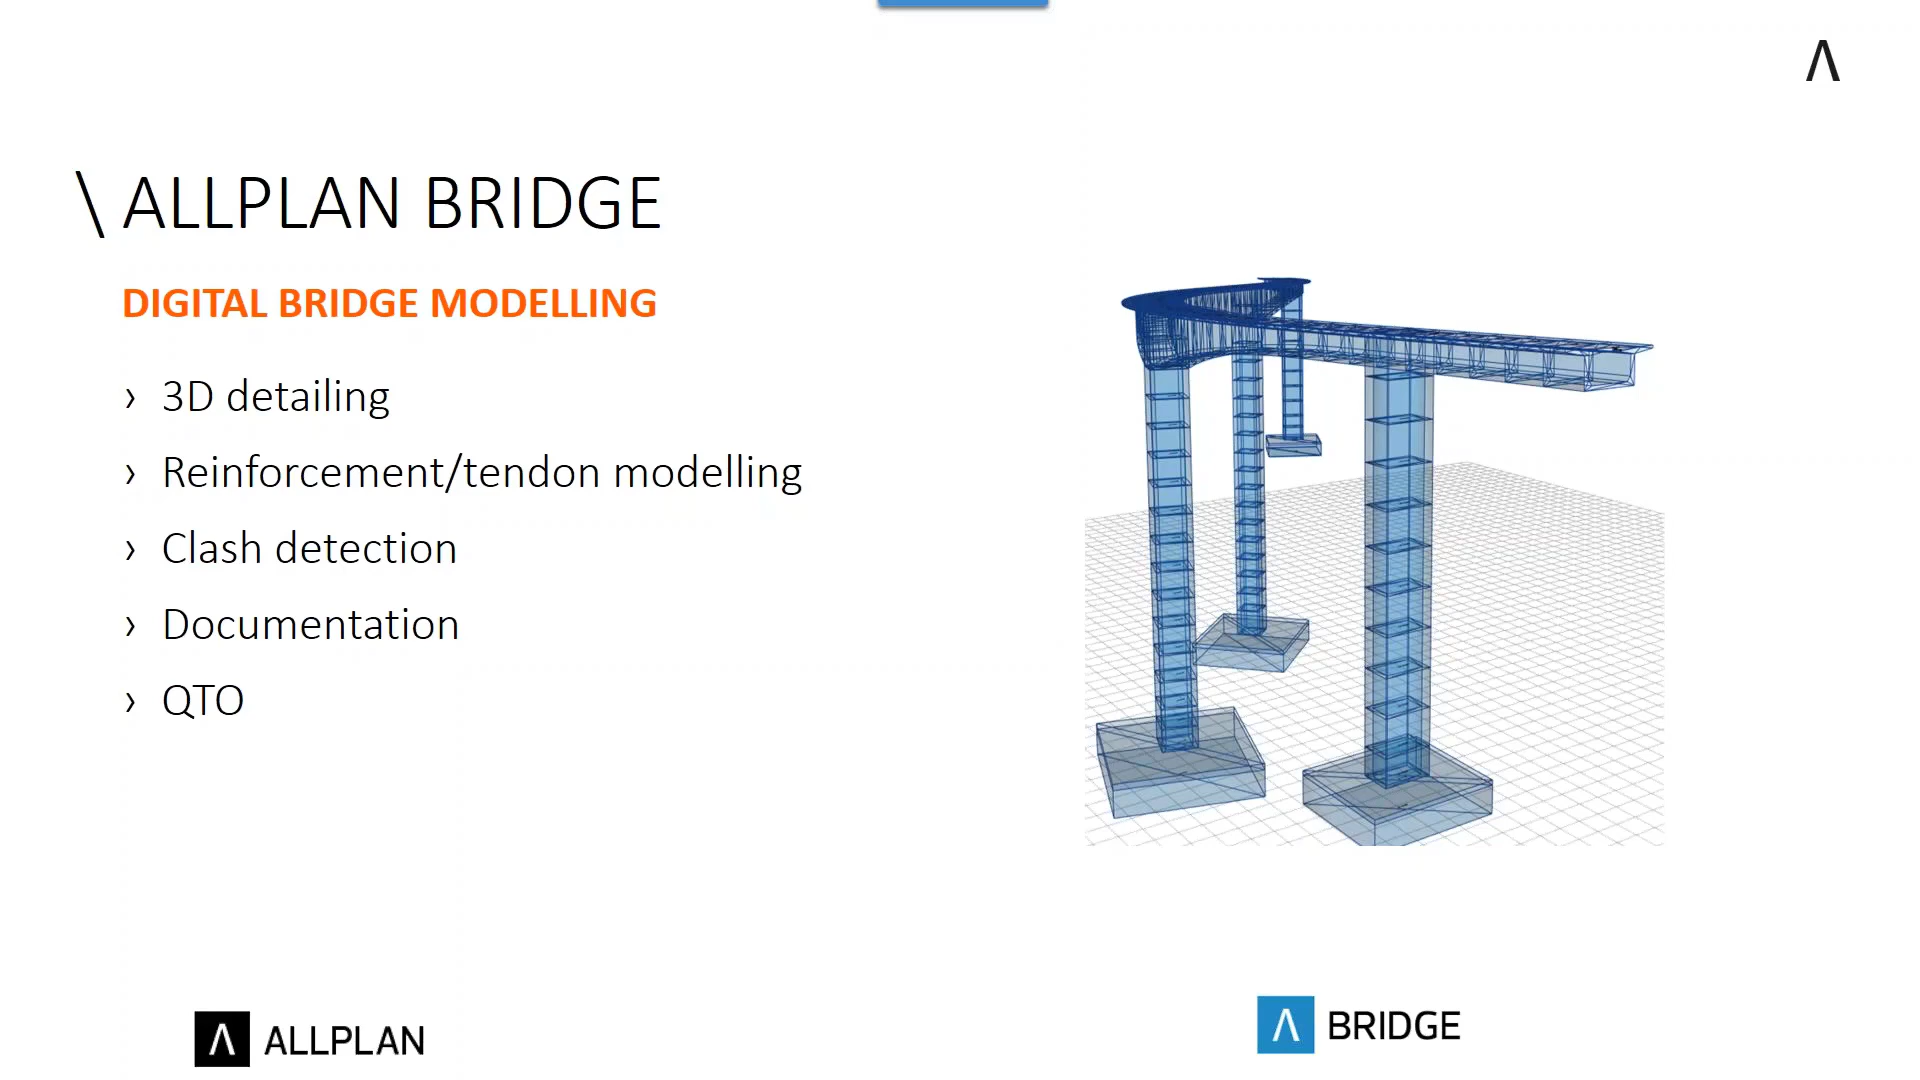 \ ALLPLAN BRIDGE
DIGITAL BRIDGE MODELLING
› 3D detailing
› Reinforcement/tendon modelling
› Clash detection
› Documentation
› QTO
ALLPLAN
BRIDGE